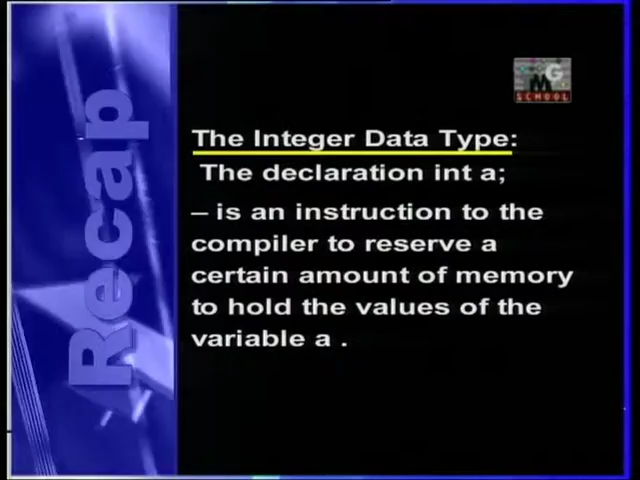 Recap
G
M
SCHOOL
The Integer Data Type:
The declaration int a;
– is an instruction to the
compiler to reserve a
certain amount of memory
to hold the values of the
variable a .